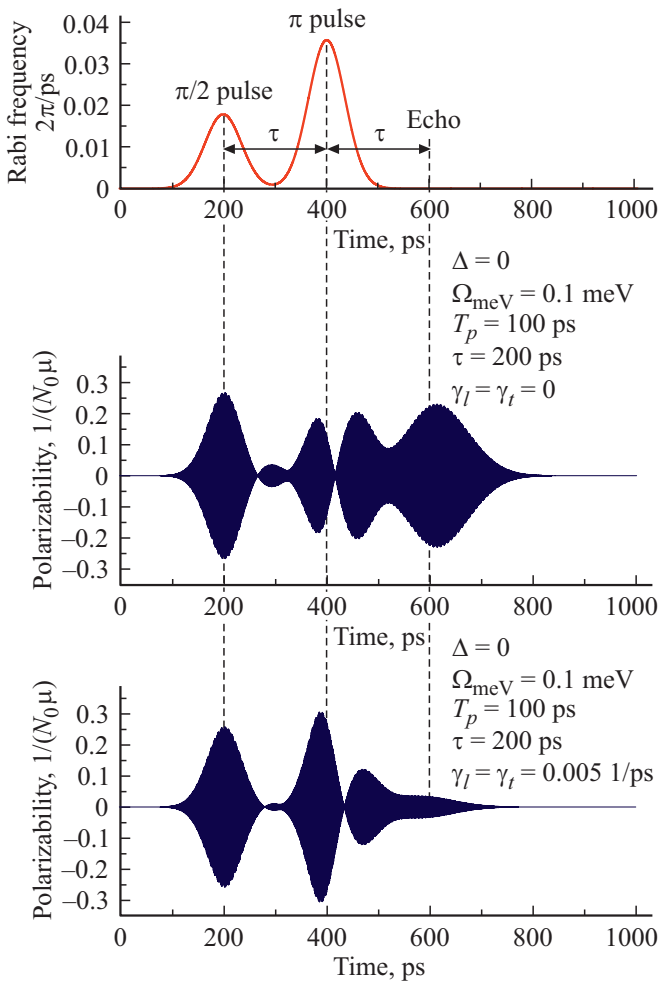 Rabi frequency
2π/ps
0.04
0.03
0.02
0.01
0
π/2 pulse
π pulse
τ
τ
Echo
0
200
400
600
800
1000
Time, ps
Δ = 0
Ω_meV = 0.1 meV
T_p = 100 ps
τ = 200 ps
γ_l = γ_t = 0
Polarizability, 1/(N_0μ)
0.3
0.2
0.1
0
–0.1
–0.2
–0.3
0
200
400
600
800
1000
Time, ps
Δ = 0
Ω_meV = 0.1 meV
T_p = 100 ps
τ = 200 ps
γ_l = γ_t = 0.005 1/ps
Polarizability, 1/(N_0μ)
0.3
0.2
0.1
0
–0.1
–0.2
–0.3
0
200
400
600
800
1000
Time, ps